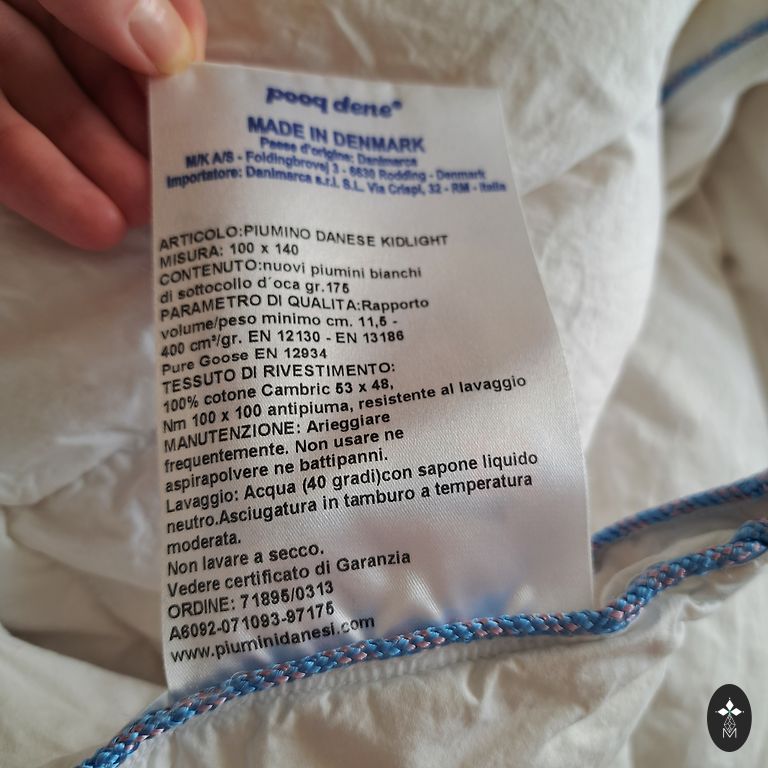 pooq dene®
MADE IN DENMARK
Paese d'origine: Danimarca
M/K A/S - Foldingbrovej 3 - 6630 Rodding - Denmark
Importatore: Danimarca s.r.l. S.L. Via Crispi, 32 - RM - Italia
ARTICOLO:PIUMINO DANESE KIDLIGHT
MISURA: 100 x 140
CONTENUTO:nuovi piumini bianchi
di sottocollo d´oca gr.175
PARAMETRO DI QUALITA:Rapporto
volume/peso minimo cm. 11,5 -
400 cm³/gr. EN 12130 - EN 13186
Pure Goose EN 12934
TESSUTO DI RIVESTIMENTO:
100% cotone Cambric 53 x 48,
Nm 100 x 100 antipiuma, resistente al lavaggio
MANUTENZIONE: Arieggiare
frequentemente. Non usare ne
aspirapolvere ne battipanni.
Lavaggio: Acqua (40 gradi)con sapone liquido
neutro.Asciugatura in tamburo a temperatura
moderata.
Non lavare a secco.
Vedere certificato di Garanzia
ORDINE: 71895/0313
A6092-071093-97175
www.piuminidanesi.com
M